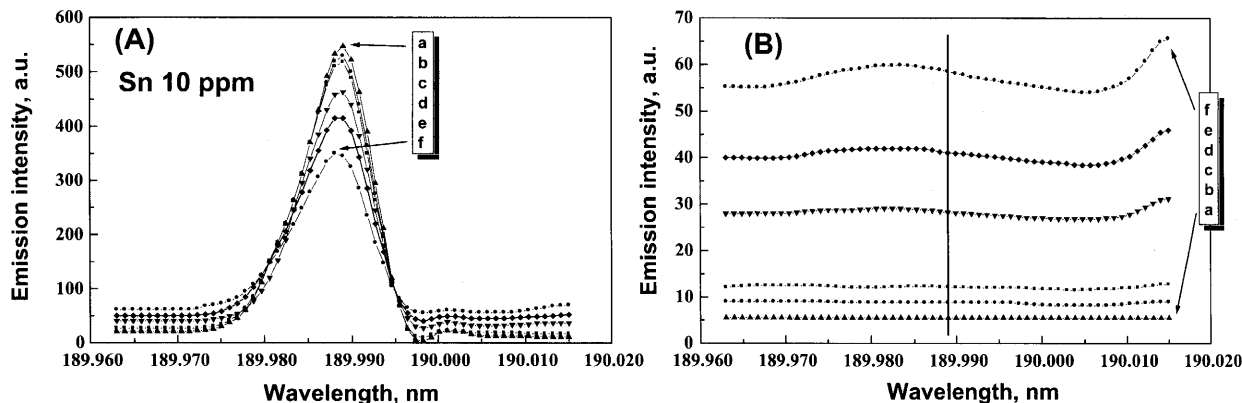 (A)
Sn 10 ppm
a
b
c
d
e
f
Emission intensity, a.u.
600
500
400
300
200
100
0
189.960 189.970 189.980 189.990 190.000 190.010 190.020
Wavelength, nm
(B)
f
e
d
c
b
a
Emission intensity, a.u.
70
60
50
40
30
20
10
0
189.960 189.970 189.980 189.990 190.000 190.010 190.020
Wavelength, nm